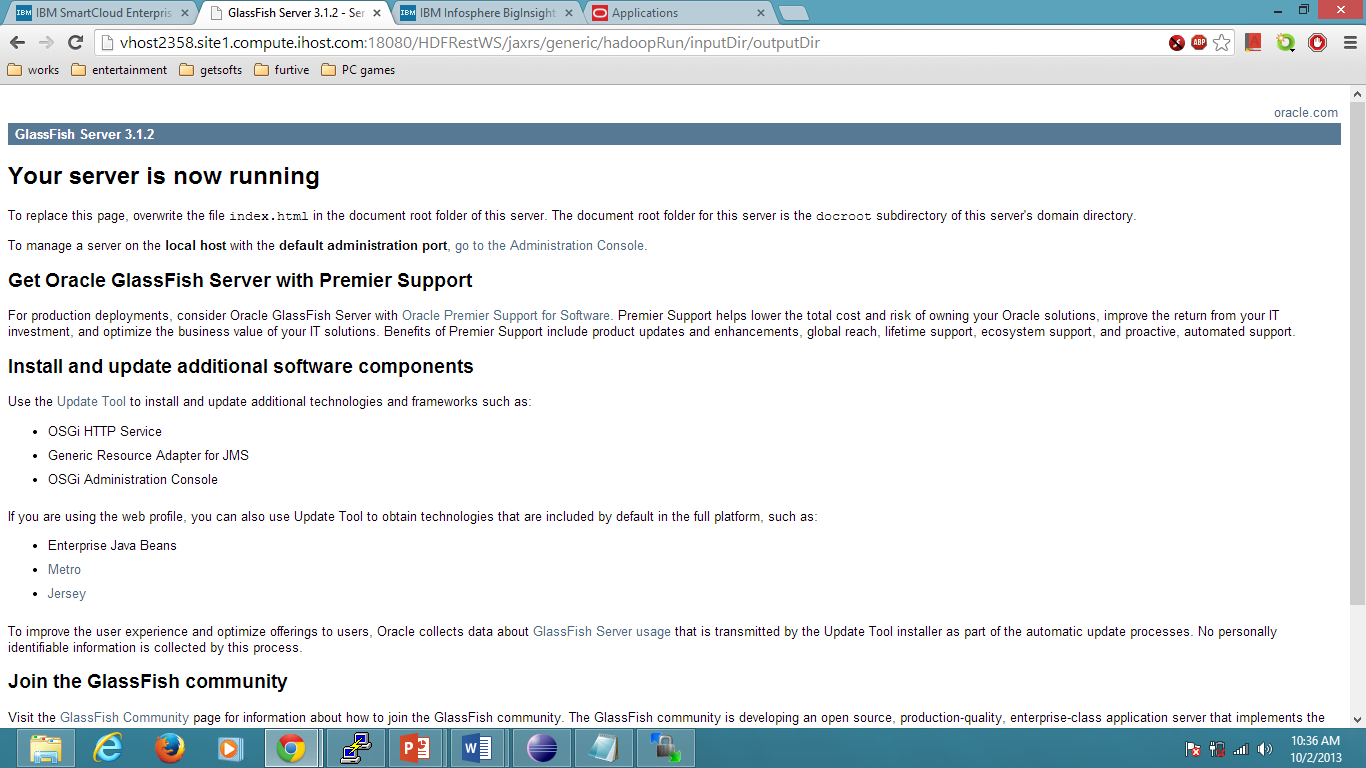 IBM SmartCloud Enterpris
GlassFish Server 3.1.2 - Ser
IBM Infosphere BigInsight
Applications
vhost2358.site1.compute.ihost.com:18080/HDFRestWS/jaxrs/generic/hadoopRun/inputDir/outputDir
ABP
works entertainment getsofts furtive PC games
oracle.com
GlassFish Server 3.1.2
Your server is now running
To replace this page, overwrite the file index.html in the document root folder of this server. The document root folder for this server is the docroot subdirectory of this server's domain directory.
To manage a server on the local host with the default administration port, go to the Administration Console.
Get Oracle GlassFish Server with Premier Support
For production deployments, consider Oracle GlassFish Server with Oracle Premier Support for Software. Premier Support helps lower the total cost and risk of owning your Oracle solutions, improve the return from your IT
investment, and optimize the business value of your IT solutions. Benefits of Premier Support include product updates and enhancements, global reach, lifetime support, ecosystem support, and proactive, automated support.
Install and update additional software components
Use the Update Tool to install and update additional technologies and frameworks such as:
• OSGi HTTP Service
• Generic Resource Adapter for JMS
• OSGi Administration Console
If you are using the web profile, you can also use Update Tool to obtain technologies that are included by default in the full platform, such as:
• Enterprise Java Beans
• Metro
• Jersey
To improve the user experience and optimize offerings to users, Oracle collects data about GlassFish Server usage that is transmitted by the Update Tool installer as part of the automatic update processes. No personally
identifiable information is collected by this process.
Join the GlassFish community
Visit the GlassFish Community page for information about how to join the GlassFish community. The GlassFish community is developing an open source, production-quality, enterprise-class application server that implements the
10:36 AM
10/2/2013